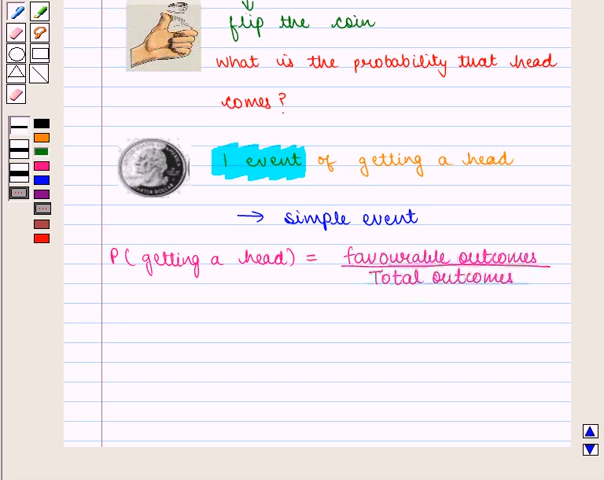 flip the coin
What is the probability that head
comes?
1 event of getting a head
→ simple event
P( getting a head ) = favourable outcomes
Total outcomes